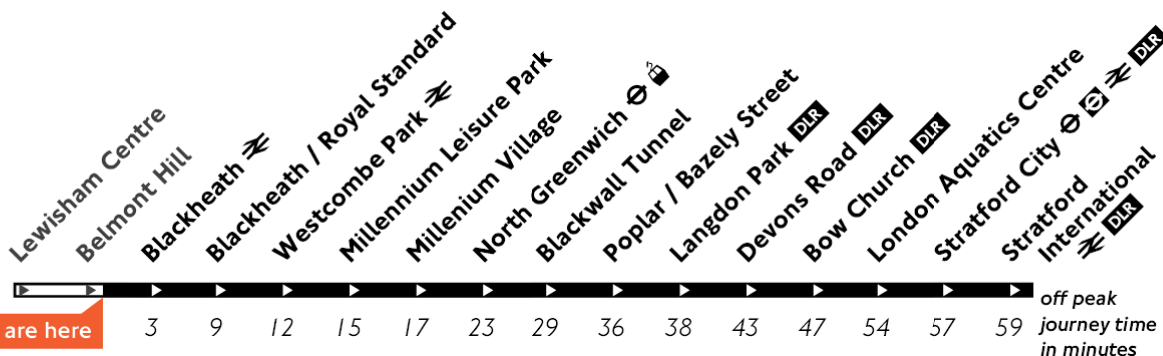 Lewisham Centre
Belmont Hill
Blackheath
Blackheath / Royal Standard
Westcombe Park
Millennium Leisure Park
Millenium Village
North Greenwich
Blackwall Tunnel
Poplar / Bazely Street
Langdon Park DLR
Devons Road DLR
Bow Church DLR
London Aquatics Centre
Stratford City DLR
Stratford
International
DLR
are here
3 9 12 15 17 23 29 36 38 43 47 54 57 59
off peak
journey time
in minutes